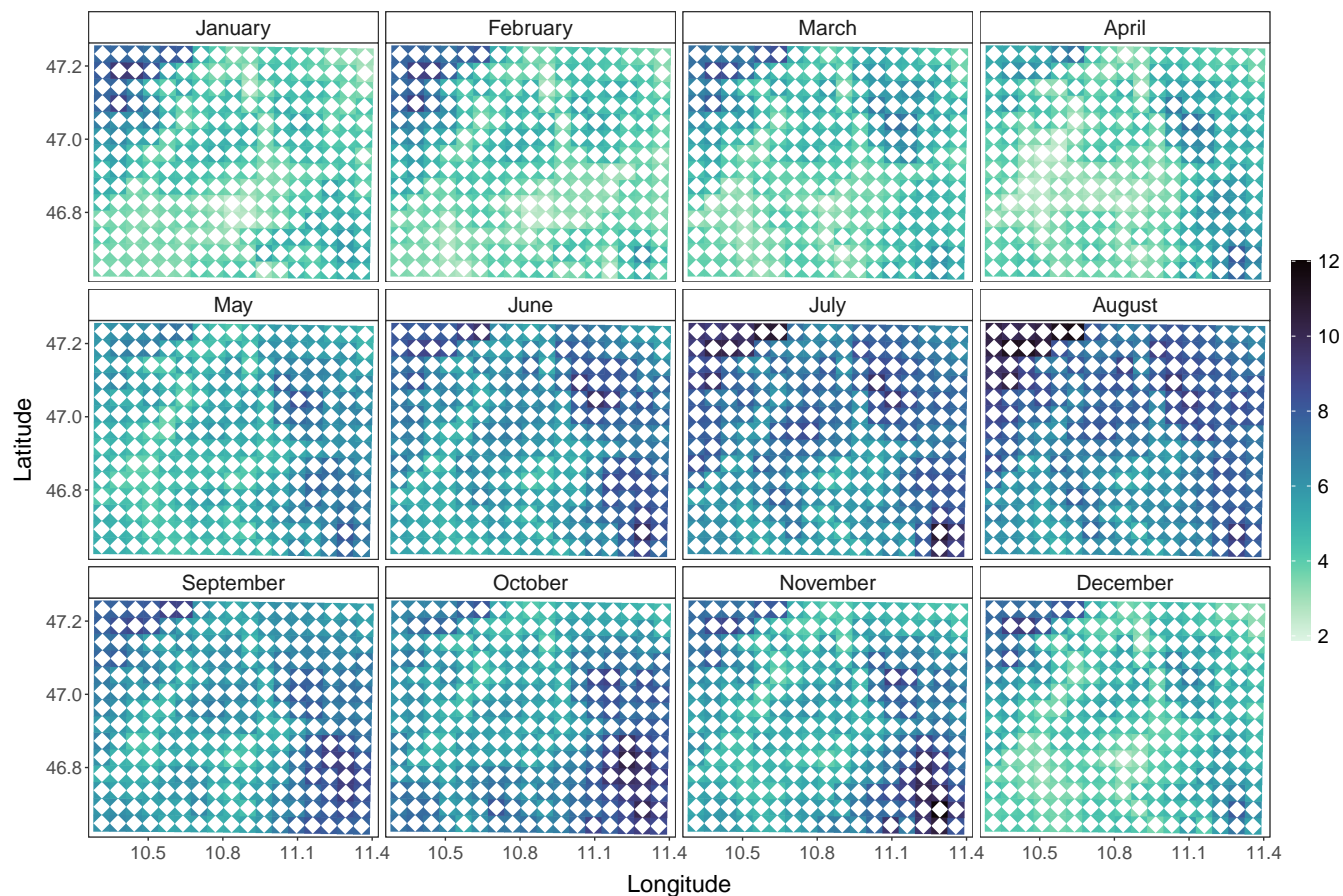 January February March April
47.2
47.0
46.8
May June July August
47.2
47.0
46.8
September October November December
47.2
47.0
46.8
10.5 10.8 11.1 11.4 10.5 10.8 11.1 11.4 10.5 10.8 11.1 11.4 10.5 10.8 11.1 11.4
Longitude
Latitude
12
10
8
6
4
2